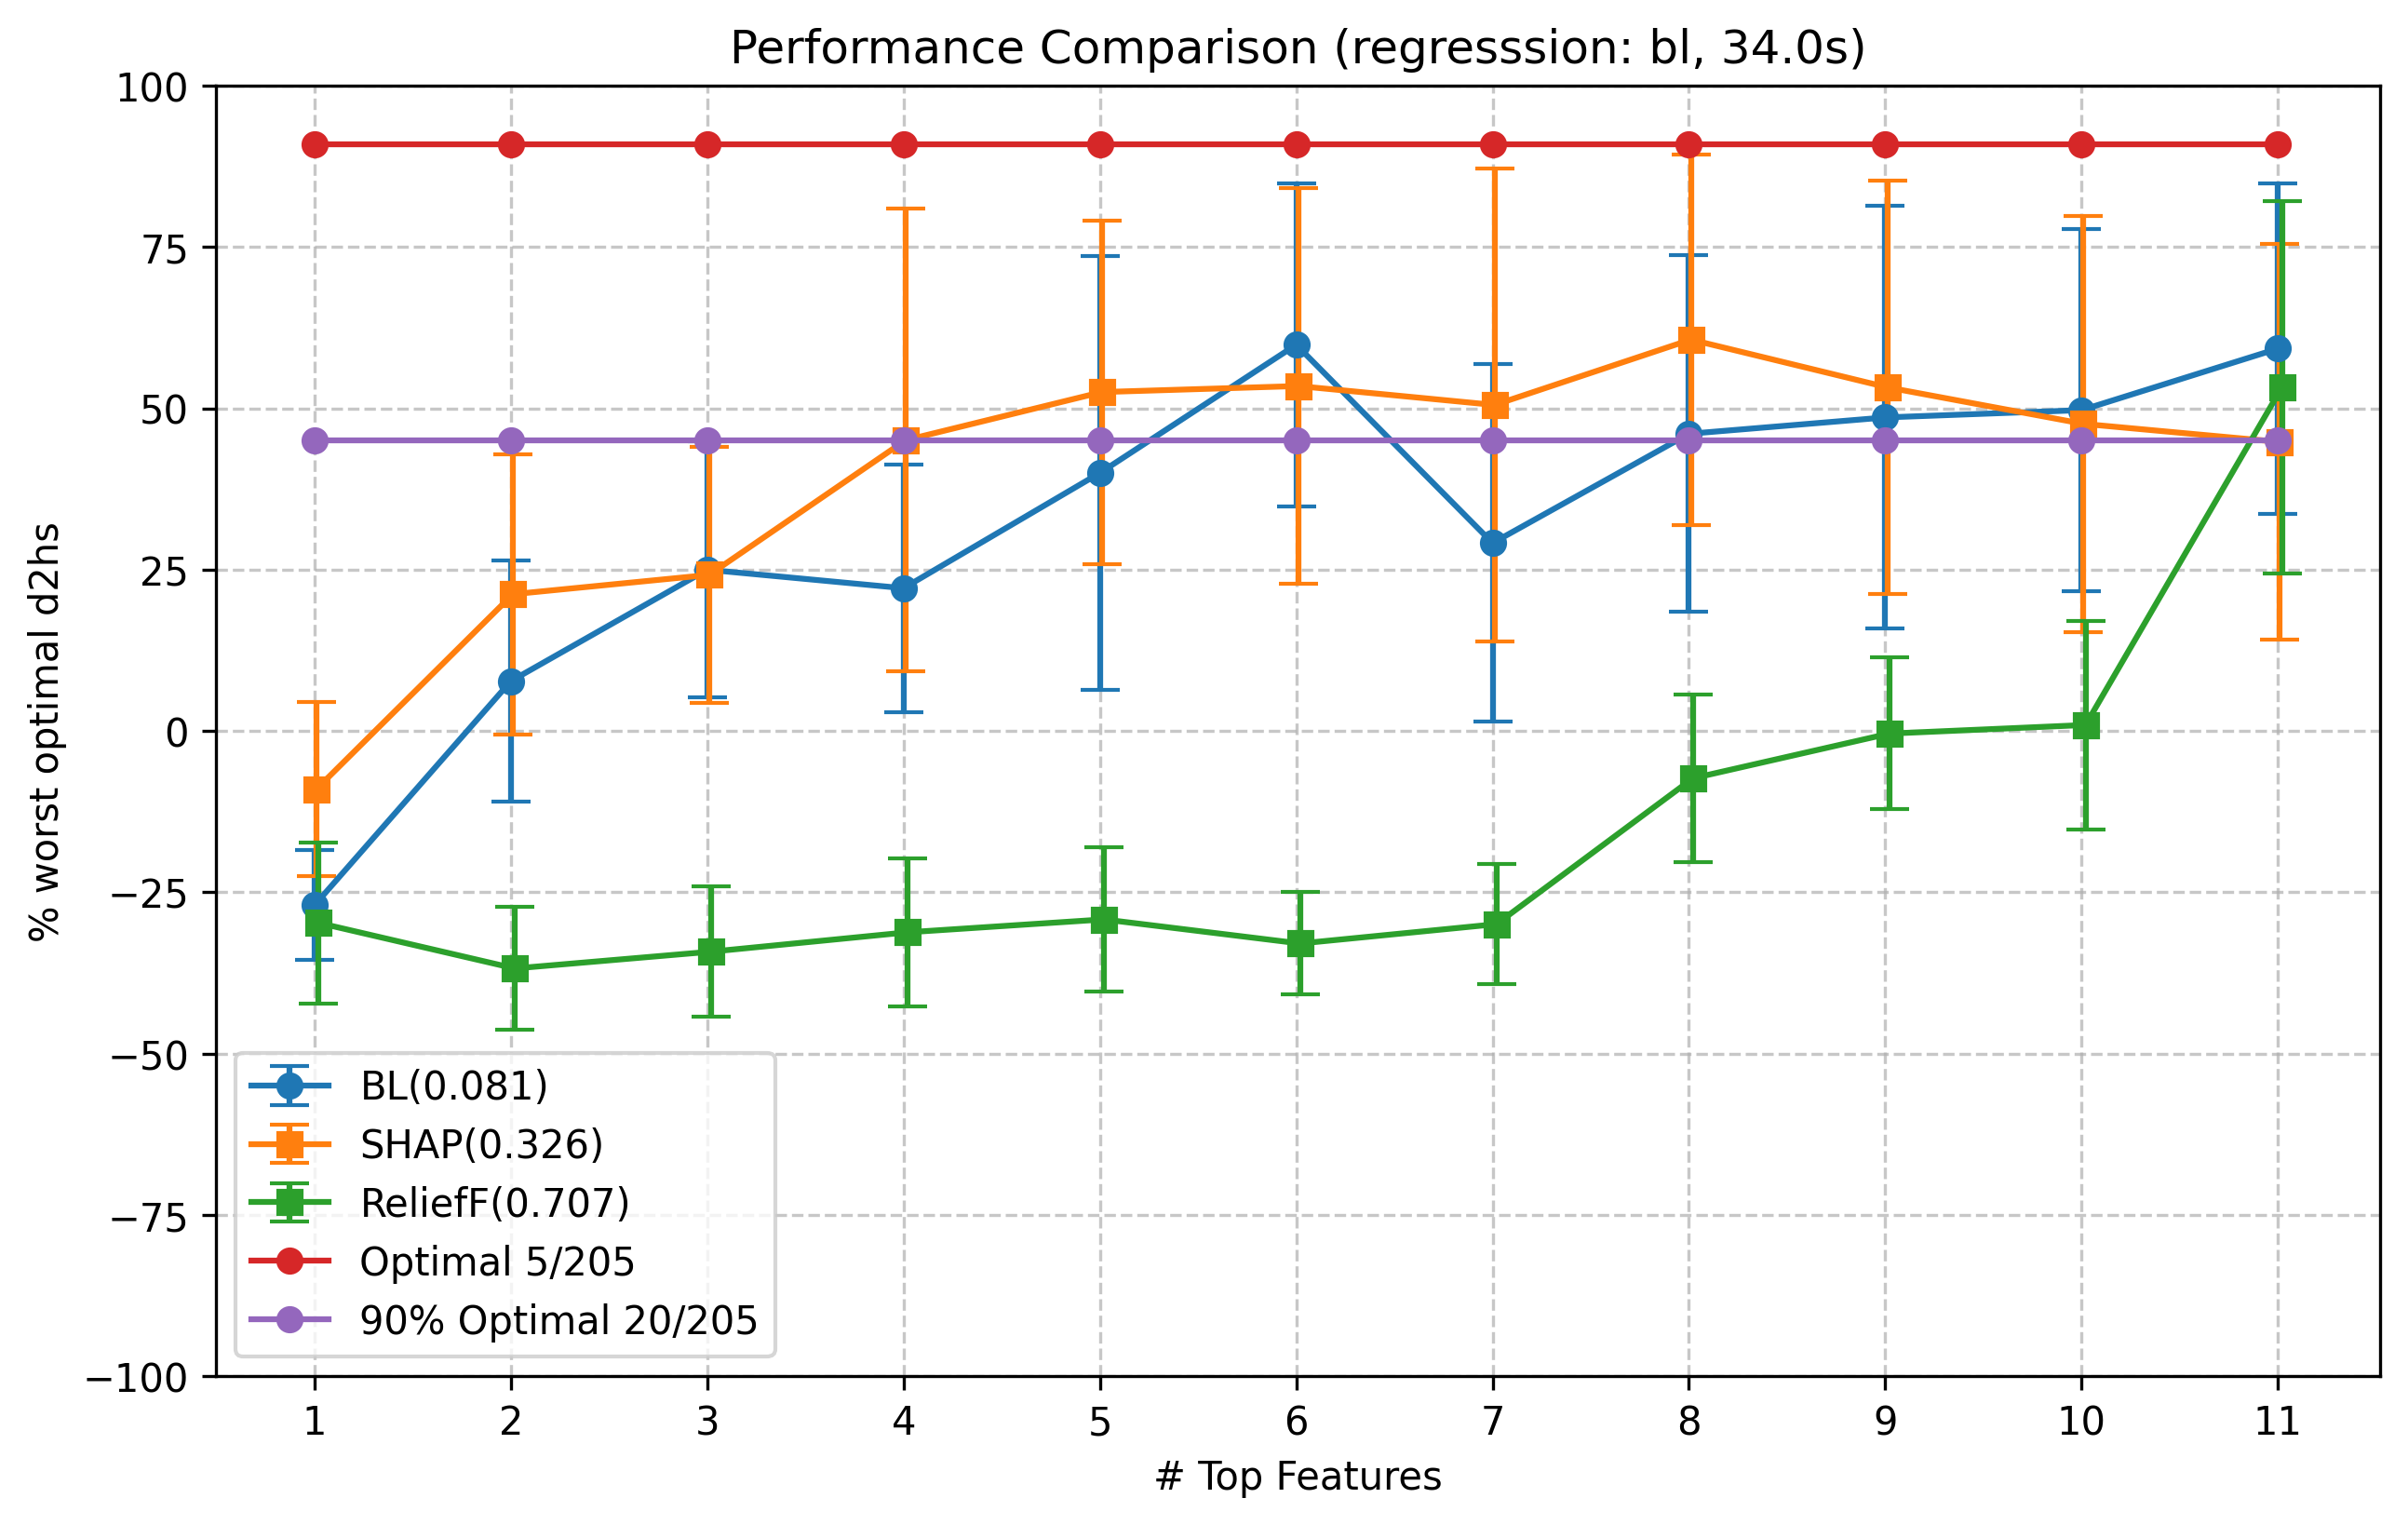 Performance Comparison (regresssion: bl, 34.0s)
100
75
50
25
0
−25
−50
−75
−100
% worst optimal d2hs
BL(0.081)
SHAP(0.326)
ReliefF(0.707)
Optimal 5/205
90% Optimal 20/205
1 2 3 4 5 6 7 8 9 10 11
# Top Features